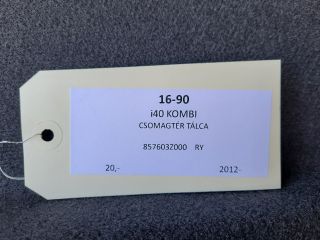 16-90
i40 KOMBI
CSOMAGTÉR TÁLCA
857603Z000 RY
20,- 2012-